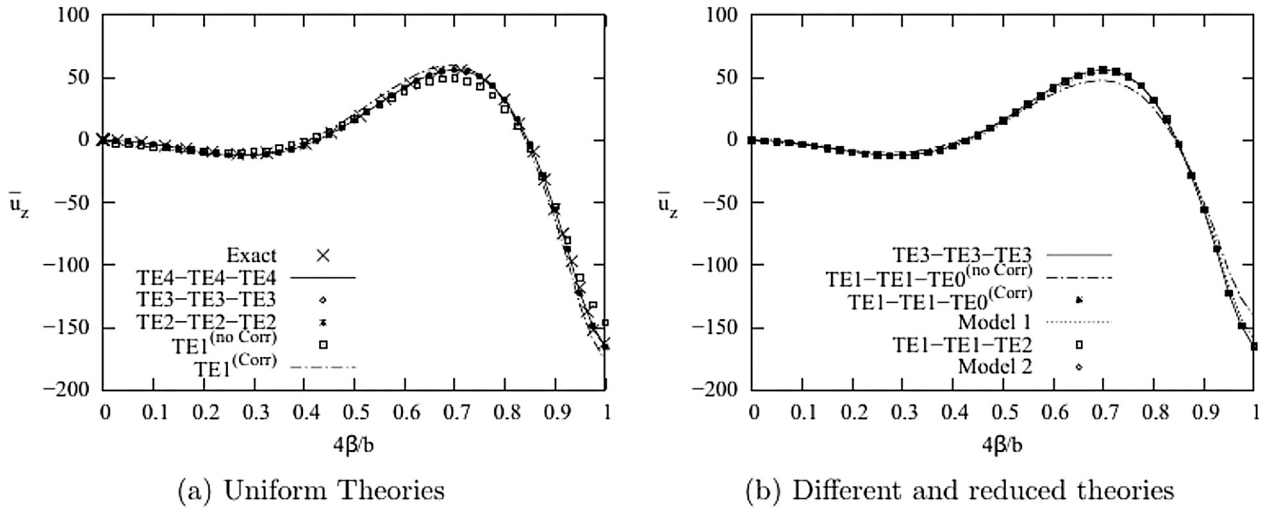 100
50
0
−50
−100
−150
−200
u̅z
Exact
TE4−TE4−TE4
TE3−TE3−TE3
TE2−TE2−TE2
TE1(no Corr)
TE1(Corr)
0 0.1 0.2 0.3 0.4 0.5 0.6 0.7 0.8 0.9 1
4β/b
(a) Uniform Theories
100
50
0
−50
−100
−150
−200
u̅z
TE3−TE3−TE3
TE1−TE1−TE0(no Corr)
TE1−TE1−TE0(Corr)
Model 1
TE1−TE1−TE2
Model 2
0 0.1 0.2 0.3 0.4 0.5 0.6 0.7 0.8 0.9 1
4β/b
(b) Different and reduced theories